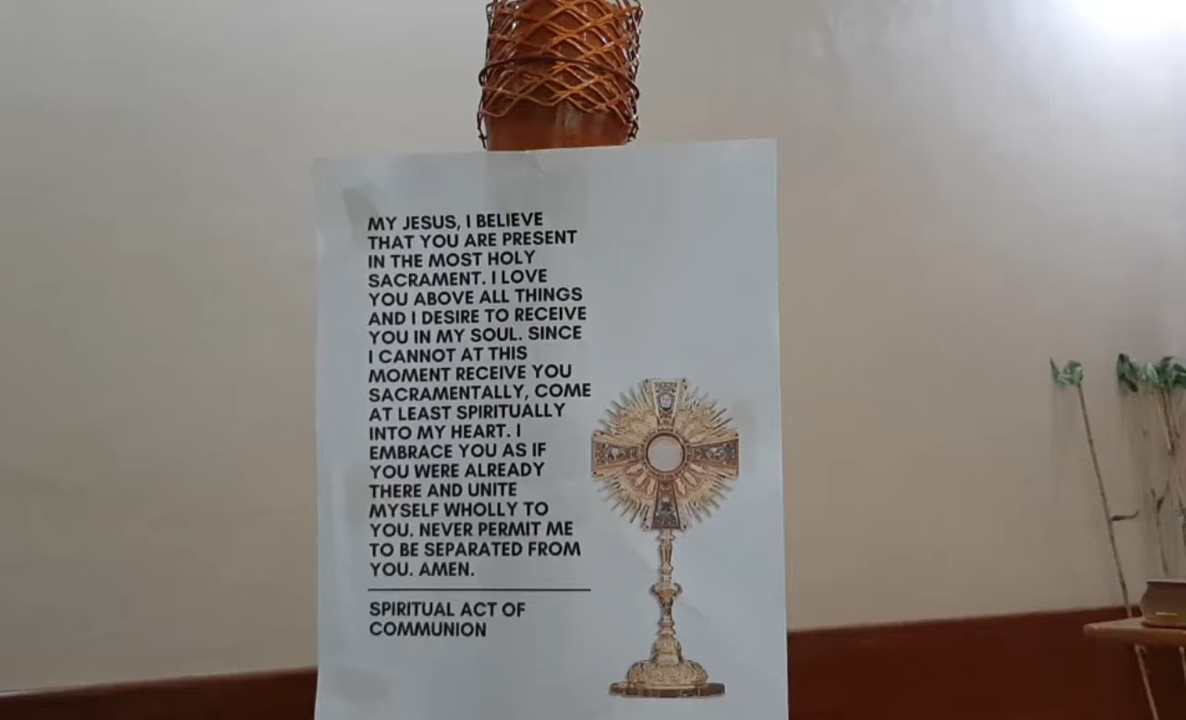 MY JESUS, I BELIEVE
THAT YOU ARE PRESENT
IN THE MOST HOLY
SACRAMENT. I LOVE
YOU ABOVE ALL THINGS
AND I DESIRE TO RECEIVE
YOU IN MY SOUL. SINCE
I CANNOT AT THIS
MOMENT RECEIVE YOU
SACRAMENTALLY, COME
AT LEAST SPIRITUALLY
INTO MY HEART. I
EMBRACE YOU AS IF
YOU WERE ALREADY
THERE AND UNITE
MYSELF WHOLLY TO
YOU. NEVER PERMIT ME
TO BE SEPARATED FROM
YOU. AMEN.
SPIRITUAL ACT OF
COMMUNION